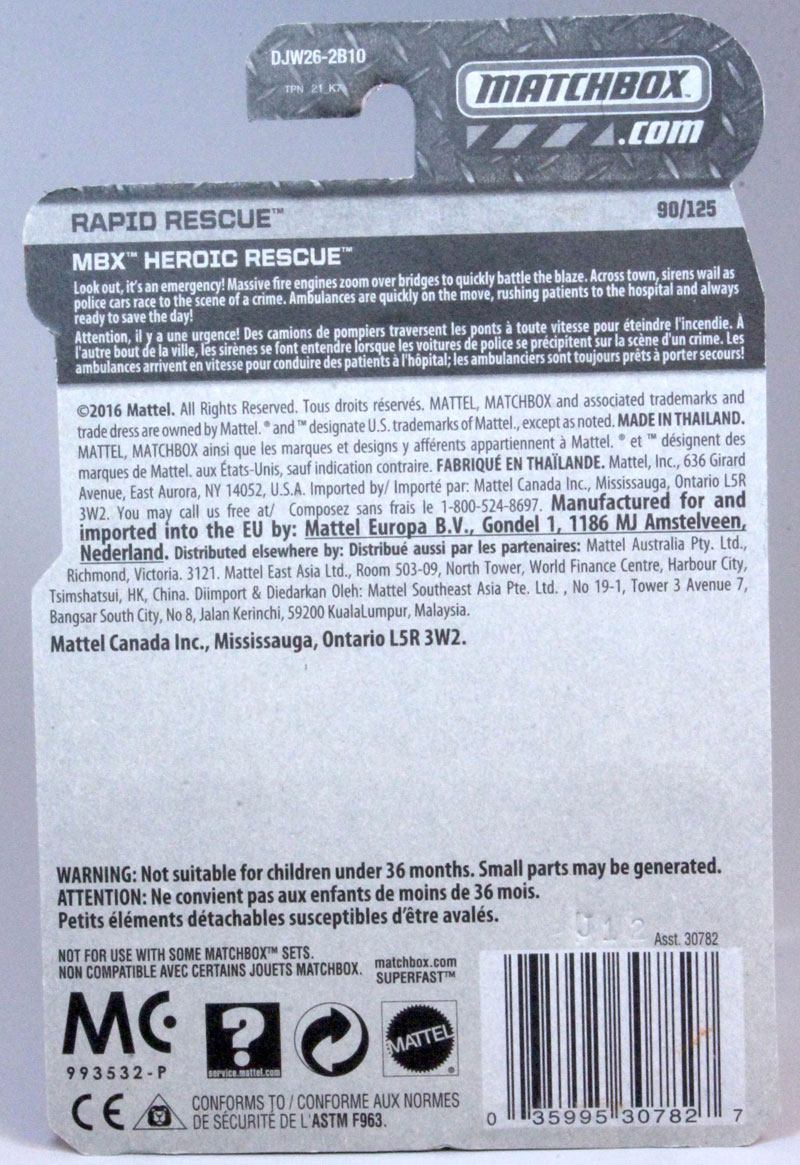 DJW26-2B10
TPN 21 K7
MATCHBOX™
.com
RAPID RESCUE™
90/125
MBX™ HEROIC RESCUE™
Look out, it's an emergency! Massive fire engines zoom over bridges to quickly battle the blaze. Across town, sirens wail as
police cars race to the scene of a crime. Ambulances are quickly on the move, rushing patients to the hospital and always
ready to save the day!
Attention, il y a une urgence! Des camions de pompiers traversent les ponts à toute vitesse pour éteindre l'incendie. À
l'autre bout de la ville, les sirènes se font entendre lorsque les voitures de police se précipitent sur la scène d'un crime. Les
ambulances arrivent en vitesse pour conduire des patients à l'hôpital; les ambulanciers sont toujours prêts à porter secours!
©2016 Mattel. All Rights Reserved. Tous droits réservés. MATTEL, MATCHBOX and associated trademarks and
trade dress are owned by Mattel. ® and ™ designate U.S. trademarks of Mattel., except as noted. MADE IN THAILAND.
MATTEL, MATCHBOX ainsi que les marques et designs y afférents appartiennent à Mattel. ® et ™ désignent des
marques de Mattel. aux États-Unis, sauf indication contraire. FABRIQUÉ EN THAÏLANDE. Mattel, Inc., 636 Girard
Avenue, East Aurora, NY 14052, U.S.A. Imported by/ Importé par: Mattel Canada Inc., Mississauga, Ontario L5R
3W2. You may call us free at/ Composez sans frais le 1-800-524-8697. Manufactured for and
imported into the EU by: Mattel Europa B.V., Gondel 1, 1186 MJ Amstelveen,
Nederland. Distributed elsewhere by: Distribué aussi par les partenaires: Mattel Australia Pty. Ltd.,
Richmond, Victoria. 3121. Mattel East Asia Ltd., Room 503-09, North Tower, World Finance Centre, Harbour City,
Tsimshatsui, HK, China. Diimport & Diedarkan Oleh: Mattel Southeast Asia Pte. Ltd. , No 19-1, Tower 3 Avenue 7,
Bangsar South City, No 8, Jalan Kerinchi, 59200 KualaLumpur, Malaysia.
Mattel Canada Inc., Mississauga, Ontario L5R 3W2.
WARNING: Not suitable for children under 36 months. Small parts may be generated.
ATTENTION: Ne convient pas aux enfants de moins de 36 mois.
Petits éléments détachables susceptibles d'être avalés.
J12
Asst. 30782
NOT FOR USE WITH SOME MATCHBOX™ SETS.
NON COMPATIBLE AVEC CERTAINS JOUETS MATCHBOX.
matchbox.com
SUPERFAST™
MC
993532-P
?
service.mattel.com
MATTEL®
CE
CONFORMS TO / CONFORME AUX NORMES
DE SÉCURITÉ DE L'ASTM F963.
0 35995 30782 7